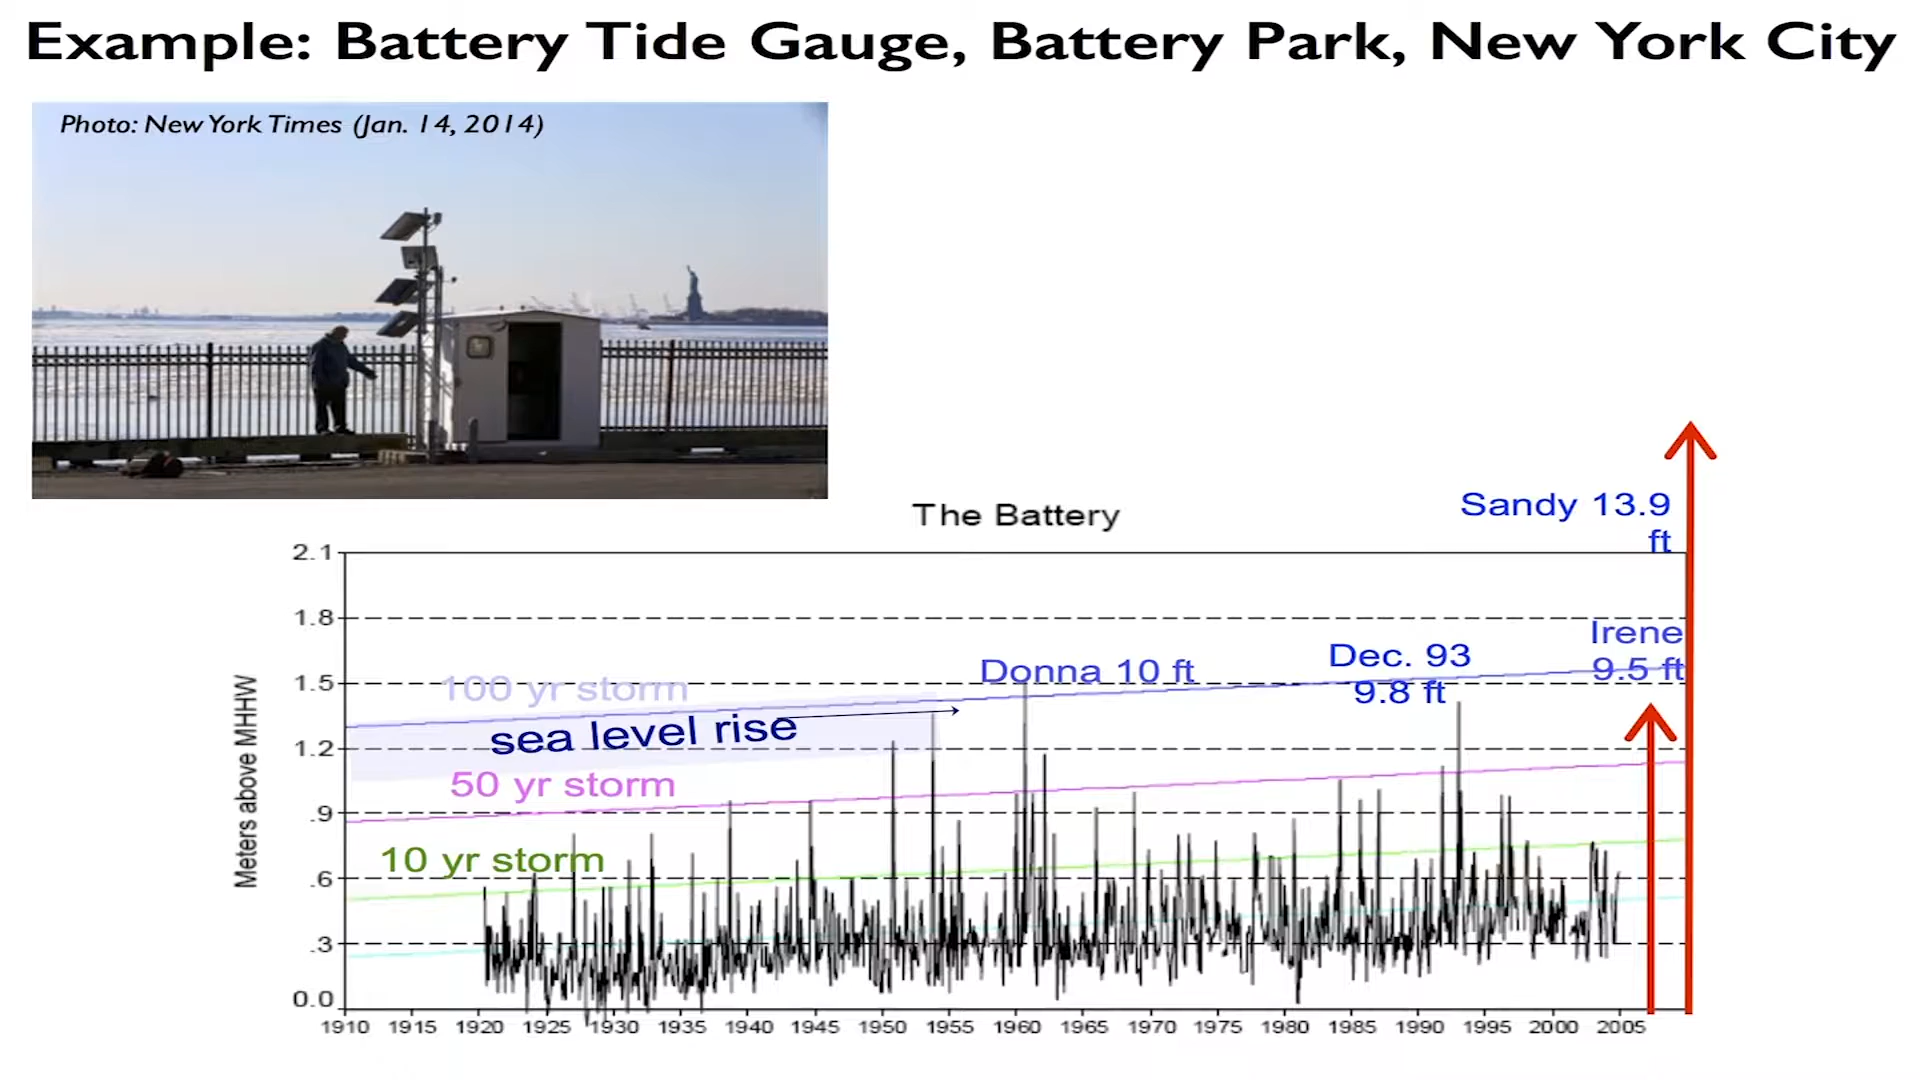 Example: Battery Tide Gauge, Battery Park, New York City
Photo: New York Times (Jan. 14, 2014)
The Battery
Sandy 13.9
ft
2.1
1.8
1.5
1.2
.9
.6
.3
0.0
Meters above MHHW
100 yr storm
sea level rise
50 yr storm
10 yr storm
Donna 10 ft
Dec. 93
9.8 ft
Irene
9.5 ft
1910 1915 1920 1925 1930 1935 1940 1945 1950 1955 1960 1965 1970 1975 1980 1985 1990 1995 2000 2005